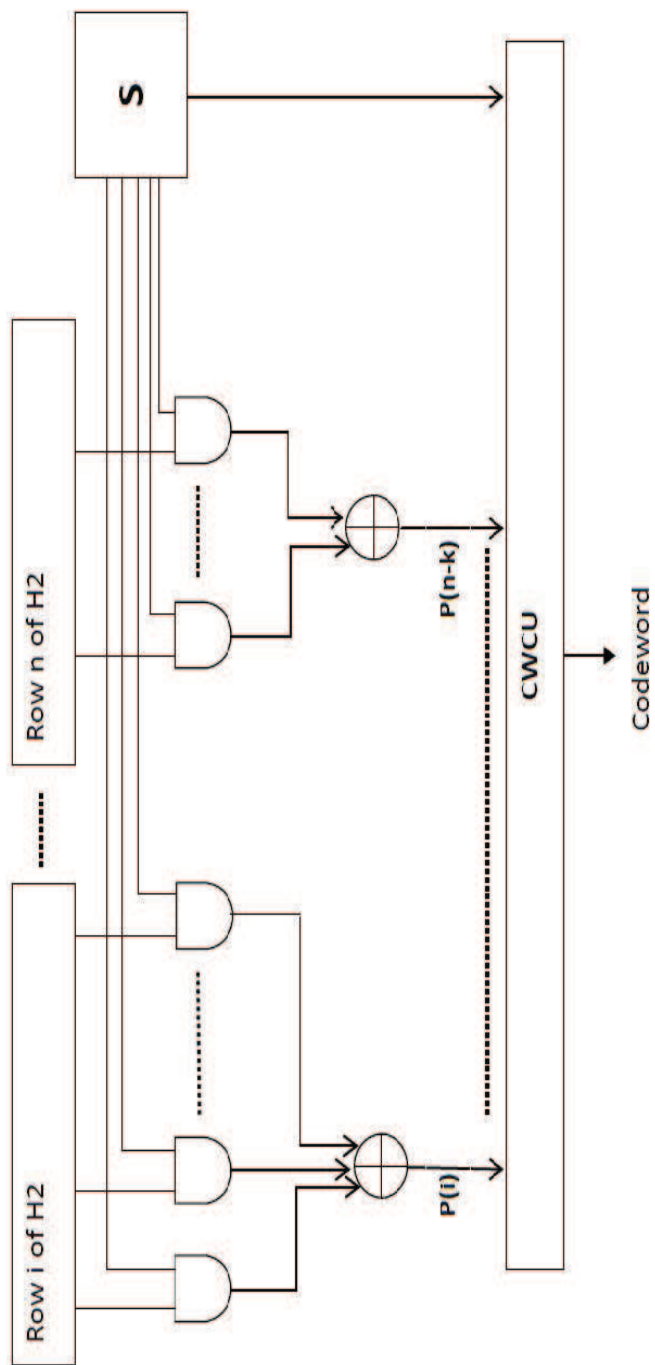 S
Row n of H2
Row i of H2
P(n-k)
P(i)
CWCU
Codeword